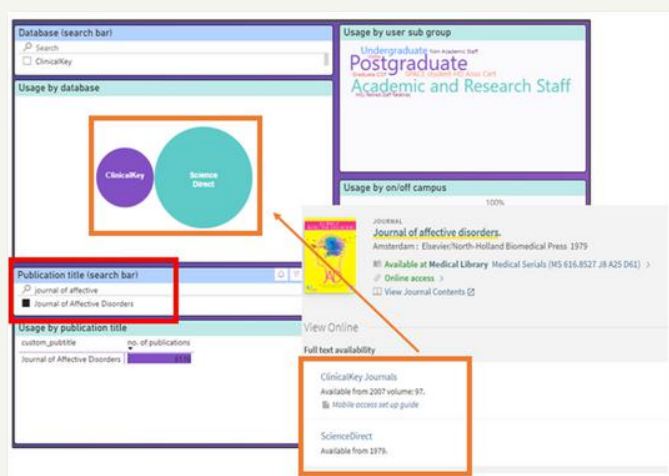 Database (search bar)
Search
ClinicalKey
Usage by database
ClinicalKey
Science
Direct
Publication title (search bar)
journal of affective
Journal of Affective Disorders
Usage by publication title
custom_pubtitle no. of publications
Journal of Affective Disorders
Usage by user sub group
Undergraduate Non Academic Staff
Postgraduate
Academic and Research Staff
Usage by on/off campus
100%
JOURNAL
Journal of affective disorders.
Amsterdam : Elsevier/North-Holland Biomedical Press 1979
Available at Medical Library Medical Serials (MS 616.8527 J8 A25 D61) >
Online access >
View Journal Contents
View Online
Full text availability
ClinicalKey Journals
Available from 2007 volume: 97.
Mobile access set up guide
ScienceDirect
Available from 1979.